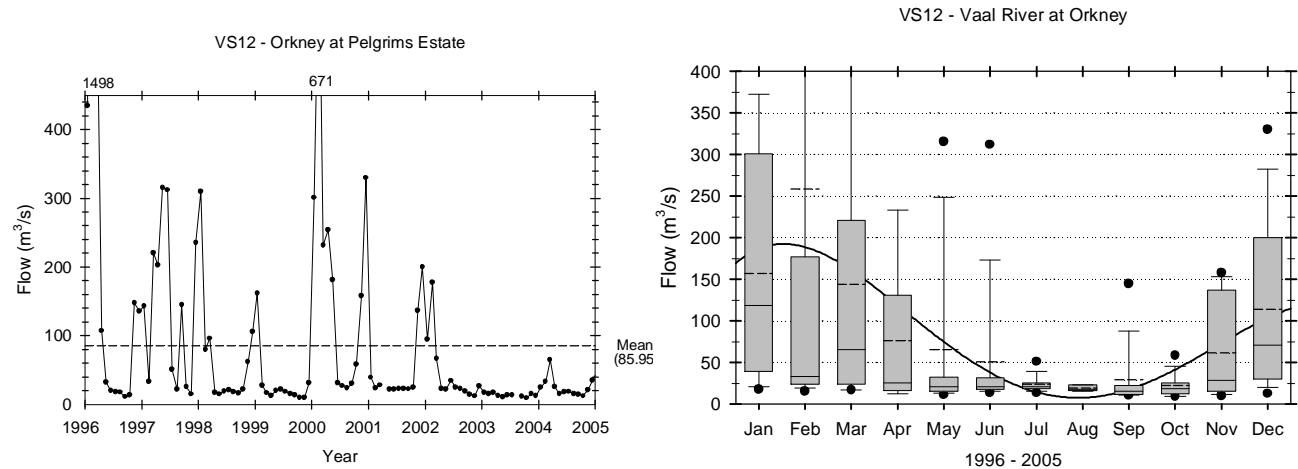 VS12 - Orkney at Pelgrims Estate
1498
671
400
300
200
100
0
Flow (m³/s)
Mean
(85.95
1996 1997 1998 1999 2000 2001 2002 2003 2004 2005
Year
VS12 - Vaal River at Orkney
400
350
300
250
200
150
100
50
0
Flow (m³/s)
Jan Feb Mar Apr May Jun Jul Aug Sep Oct Nov Dec
1996 - 2005